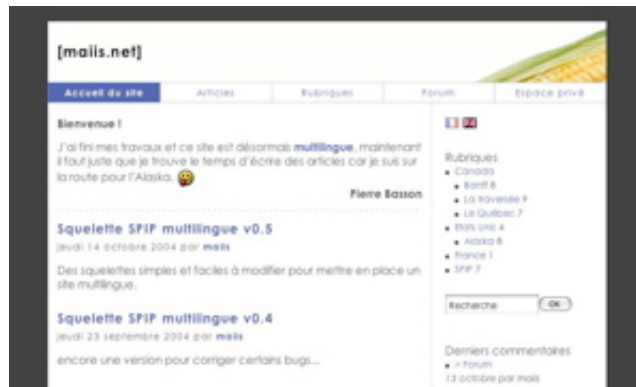 [maiis.net]
Accueil du site
Articles
Rubriques
Forum
Espace privé
Bienvenue !
J'ai fini mes travaux et ce site est désormais multilingue, maintenant
il faut juste que je trouve le temps d'écrire des articles car je suis sur
la route pour l'Alaska.
Pierre Basson
Squelette SPIP multilingue v0.5
jeudi 14 octobre 2004 par maiis
Des squelettes simples et faciles à modifier pour mettre en place un
site multilingue.
Squelette SPIP multilingue v0.4
jeudi 23 septembre 2004 par maiis
encore une version pour corriger certains bugs...
Rubriques
Canada
Banff 8
La traversée 9
Le Québec 7
Etats Unis 4
Alaska 8
France 1
SPIP 7
Recherche
OK
Derniers commentaires
> Forum
13 octobre par maiis